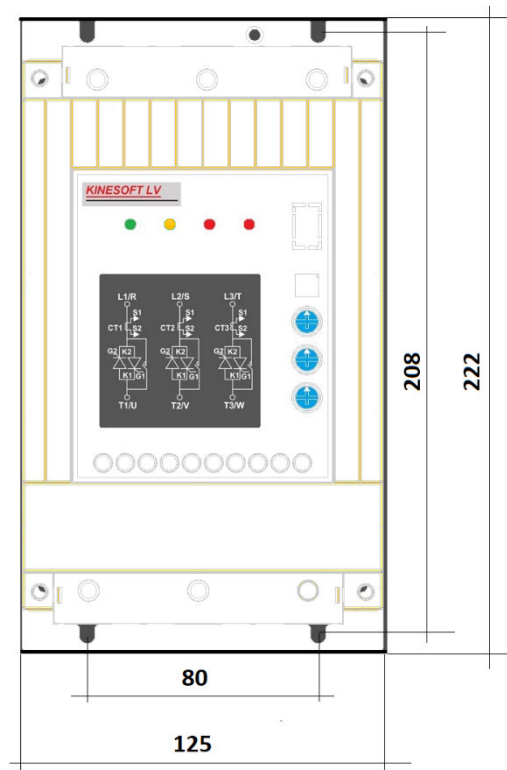 KINESOFT LV
L1/R L2/S L3/T
S1 S1 S1
CT1 S2 CT2 S2 CT3 S2
G2 K2 G2 K2 G2 K2
K1 G1 K1 G1 K1 G1
T1/U T2/V T3/W
208
222
80
125